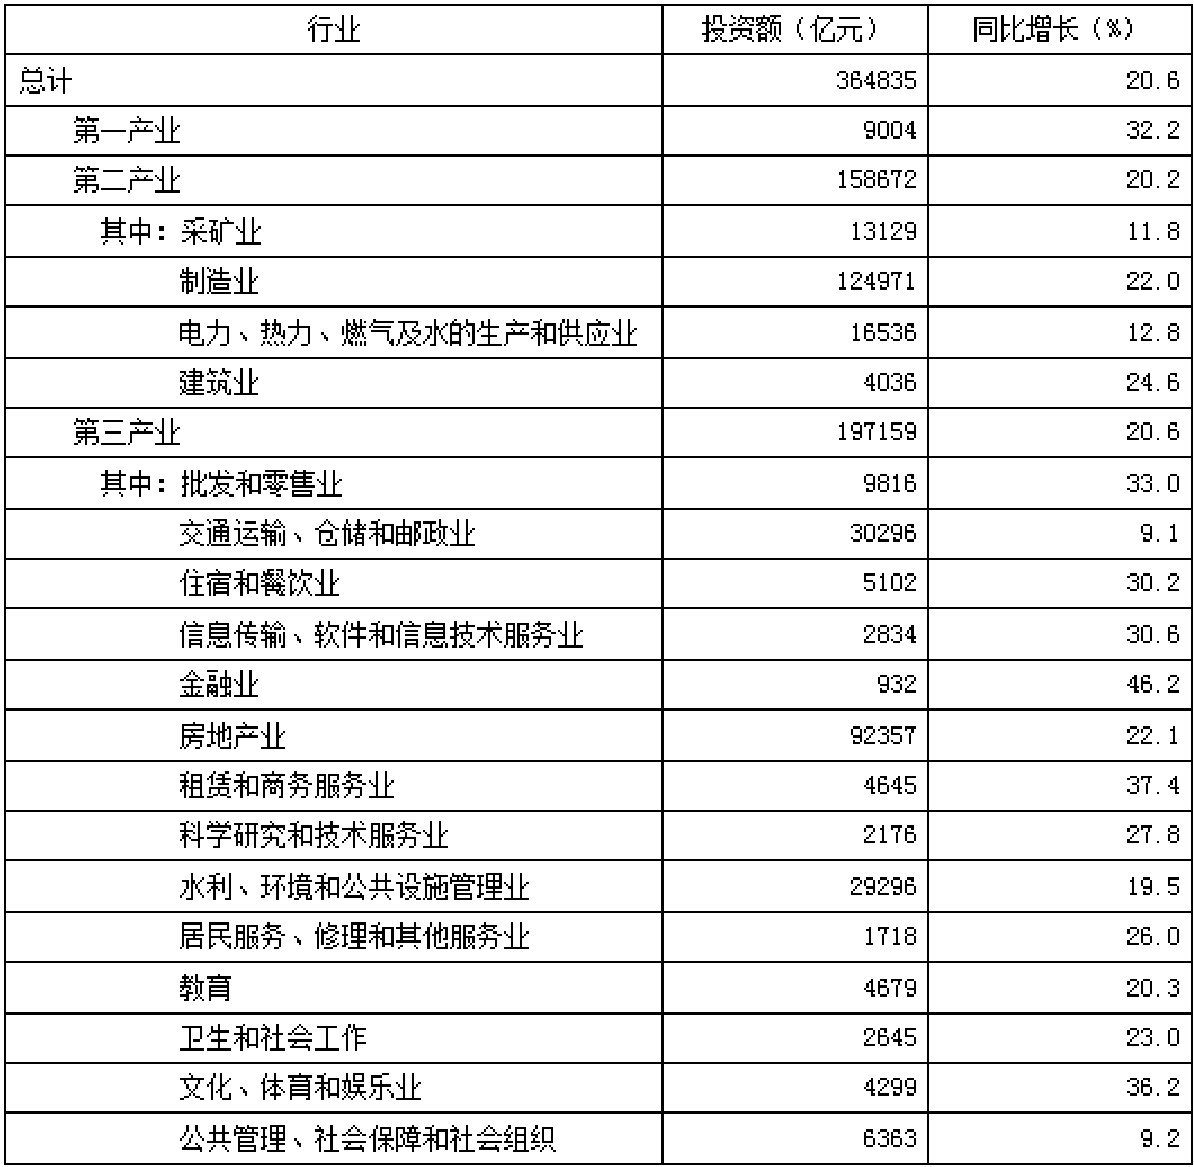 行业 投资额（亿元） 同比增长（%）
总计 364835 20.6
第一产业 9004 32.2
第二产业 158672 20.2
其中：采矿业 13129 11.8
制造业 124971 22.0
电力、热力、燃气及水的生产和供应业 16536 12.8
建筑业 4036 24.6
第三产业 197159 20.6
其中：批发和零售业 9816 33.0
交通运输、仓储和邮政业 30296 9.1
住宿和餐饮业 5102 30.2
信息传输、软件和信息技术服务业 2834 30.6
金融业 932 46.2
房地产业 92357 22.1
租赁和商务服务业 4645 37.4
科学研究和技术服务业 2176 27.8
水利、环境和公共设施管理业 29296 19.5
居民服务、修理和其他服务业 1718 26.0
教育 4679 20.3
卫生和社会工作 2645 23.0
文化、体育和娱乐业 4299 36.2
公共管理、社会保障和社会组织 6363 9.2